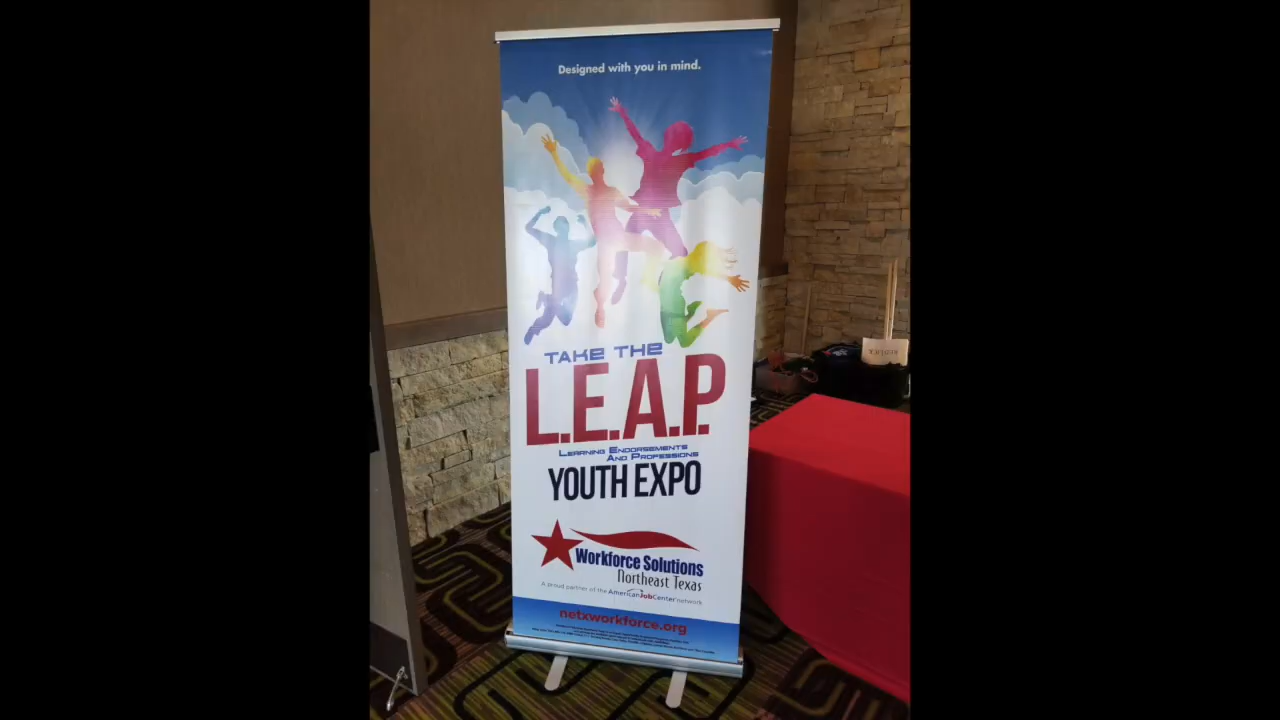 Designed with you in mind.
TAKE THE
L.E.A.P.
LEARNING ENDORSEMENTS
AND PROFESSIONS
YOUTH EXPO
Workforce Solutions
Northeast Texas
A proud partner of the AmericanJobCenter network
netxworkforce.org